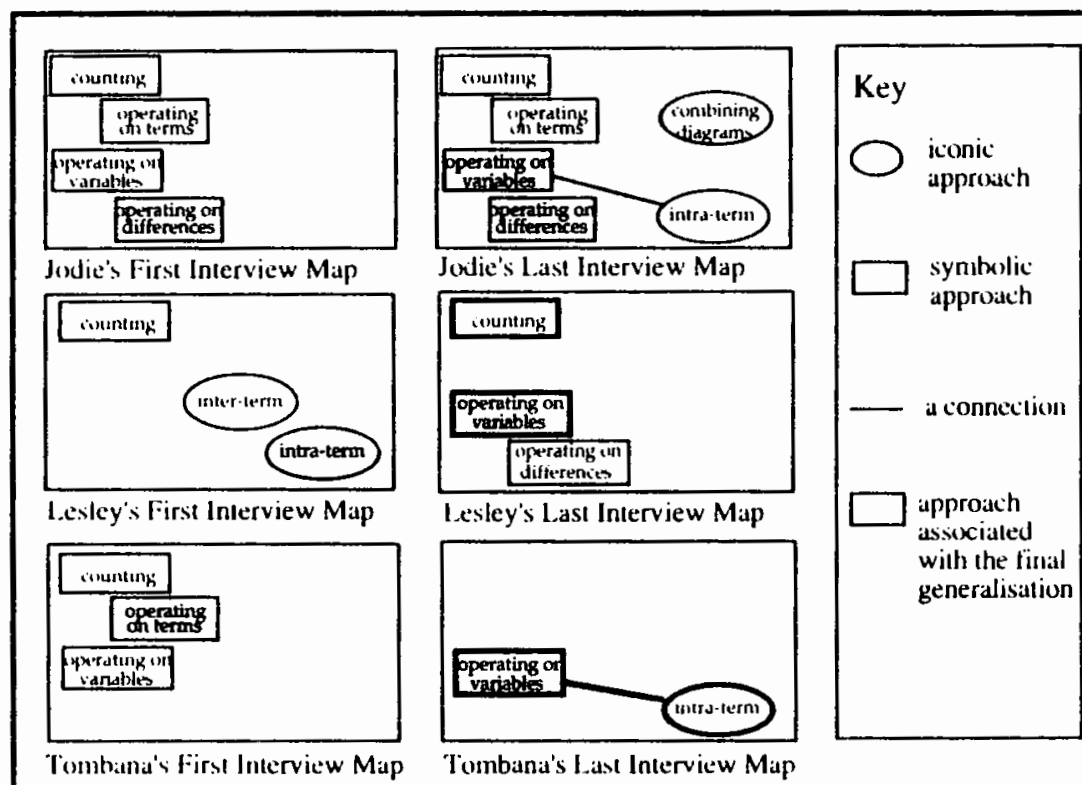 counting
operating
on terms
operating on
variables
operating on
differences
Jodie's First Interview Map
counting
operating
on terms
combining
diagrams
operating on
variables
intra-term
operating on
differences
Jodie's Last Interview Map
counting
inter-term
intra-term
Lesley's First Interview Map
counting
operating on
variables
operating on
differences
Lesley's Last Interview Map
counting
operating
on terms
operating on
variables
Tombana's First Interview Map
operating on
variables
intra-term
Tombana's Last Interview Map
Key
iconic
approach
symbolic
approach
a connection
approach
associated
with the final
generalisation